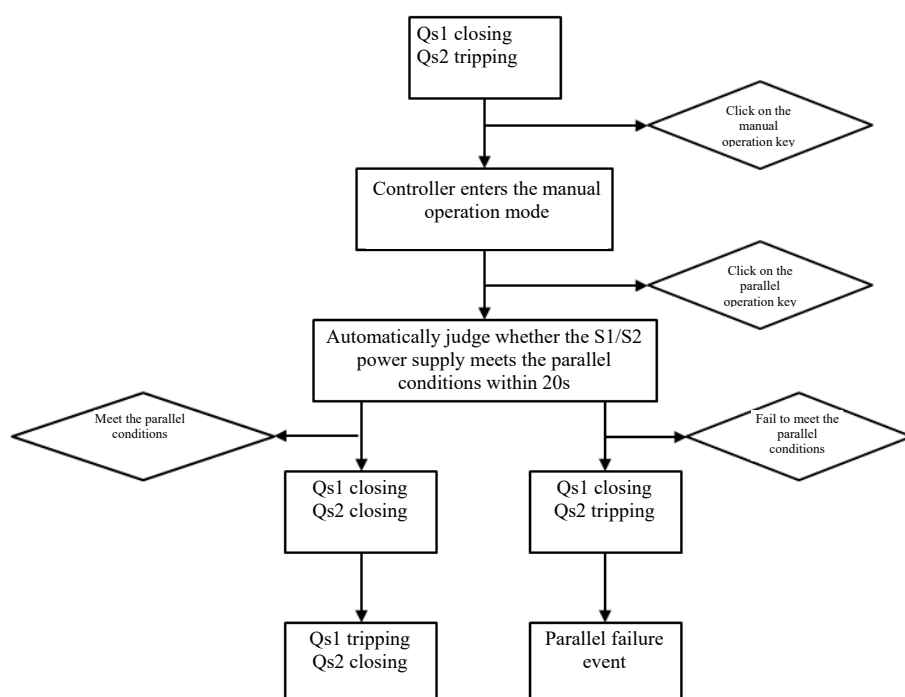 Qs1 closing
Qs2 tripping
Click on the
manual
operation key
Controller enters the manual
operation mode
Click on the
parallel
operation key
Automatically judge whether the S1/S2
power supply meets the parallel
conditions within 20s
Meet the parallel
conditions
Fail to meet the
parallel
conditions
Qs1 closing
Qs2 closing
Qs1 closing
Qs2 tripping
Qs1 tripping
Qs2 closing
Parallel failure
event